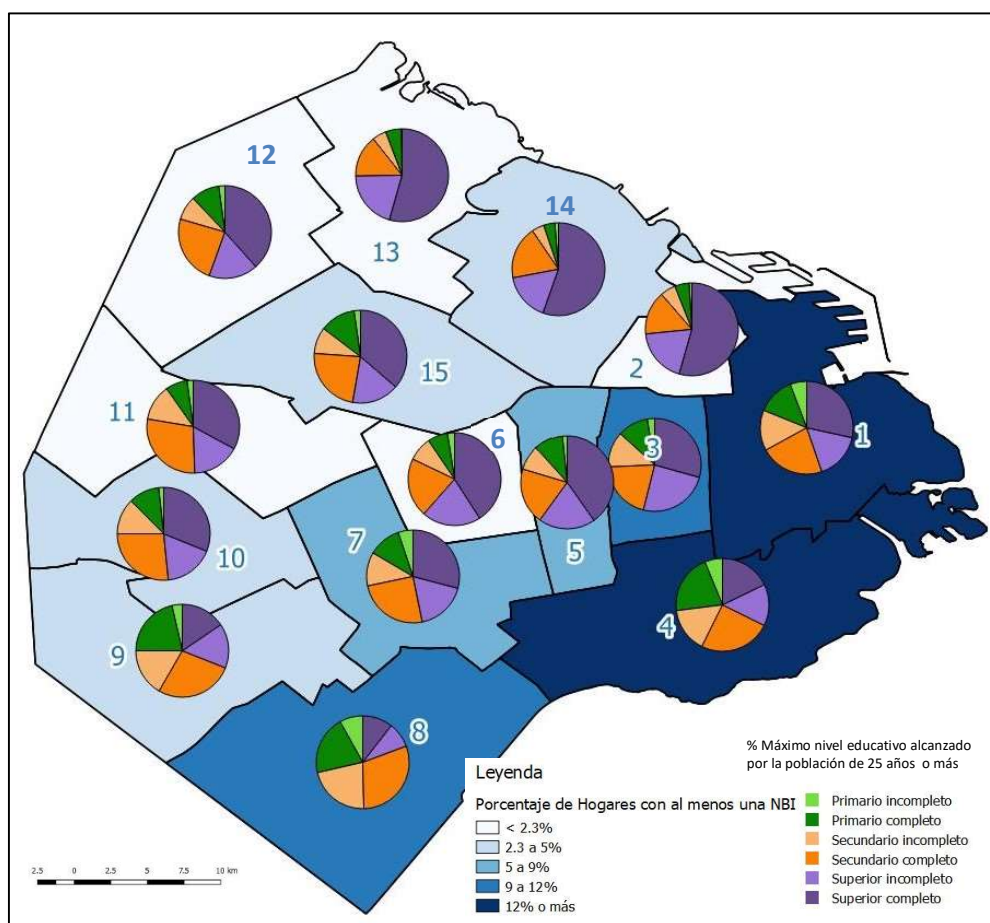 12
13
14
15
2
11
6
3
1
10
7
5
9
4
8
% Máximo nivel educativo alcanzado
por la población de 25 años o más
Leyenda
Porcentaje de Hogares con al menos una NBI
< 2.3%
2.3 a 5%
5 a 9%
9 a 12%
12% o más
Primario incompleto
Primario completo
Secundario incompleto
Secundario completo
Superior incompleto
Superior completo
2.5 0 2.5 5 7.5 10 km